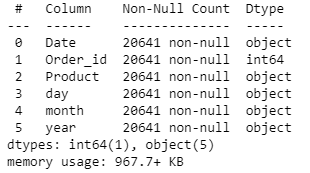 #   Column    Non-Null Count  Dtype
---  ------    --------------  -----
0   Date      20641 non-null  object
1   Order_id  20641 non-null  int64
2   Product   20641 non-null  object
3   day       20641 non-null  object
4   month     20641 non-null  object
5   year      20641 non-null  object
dtypes: int64(1), object(5)
memory usage: 967.7+ KB